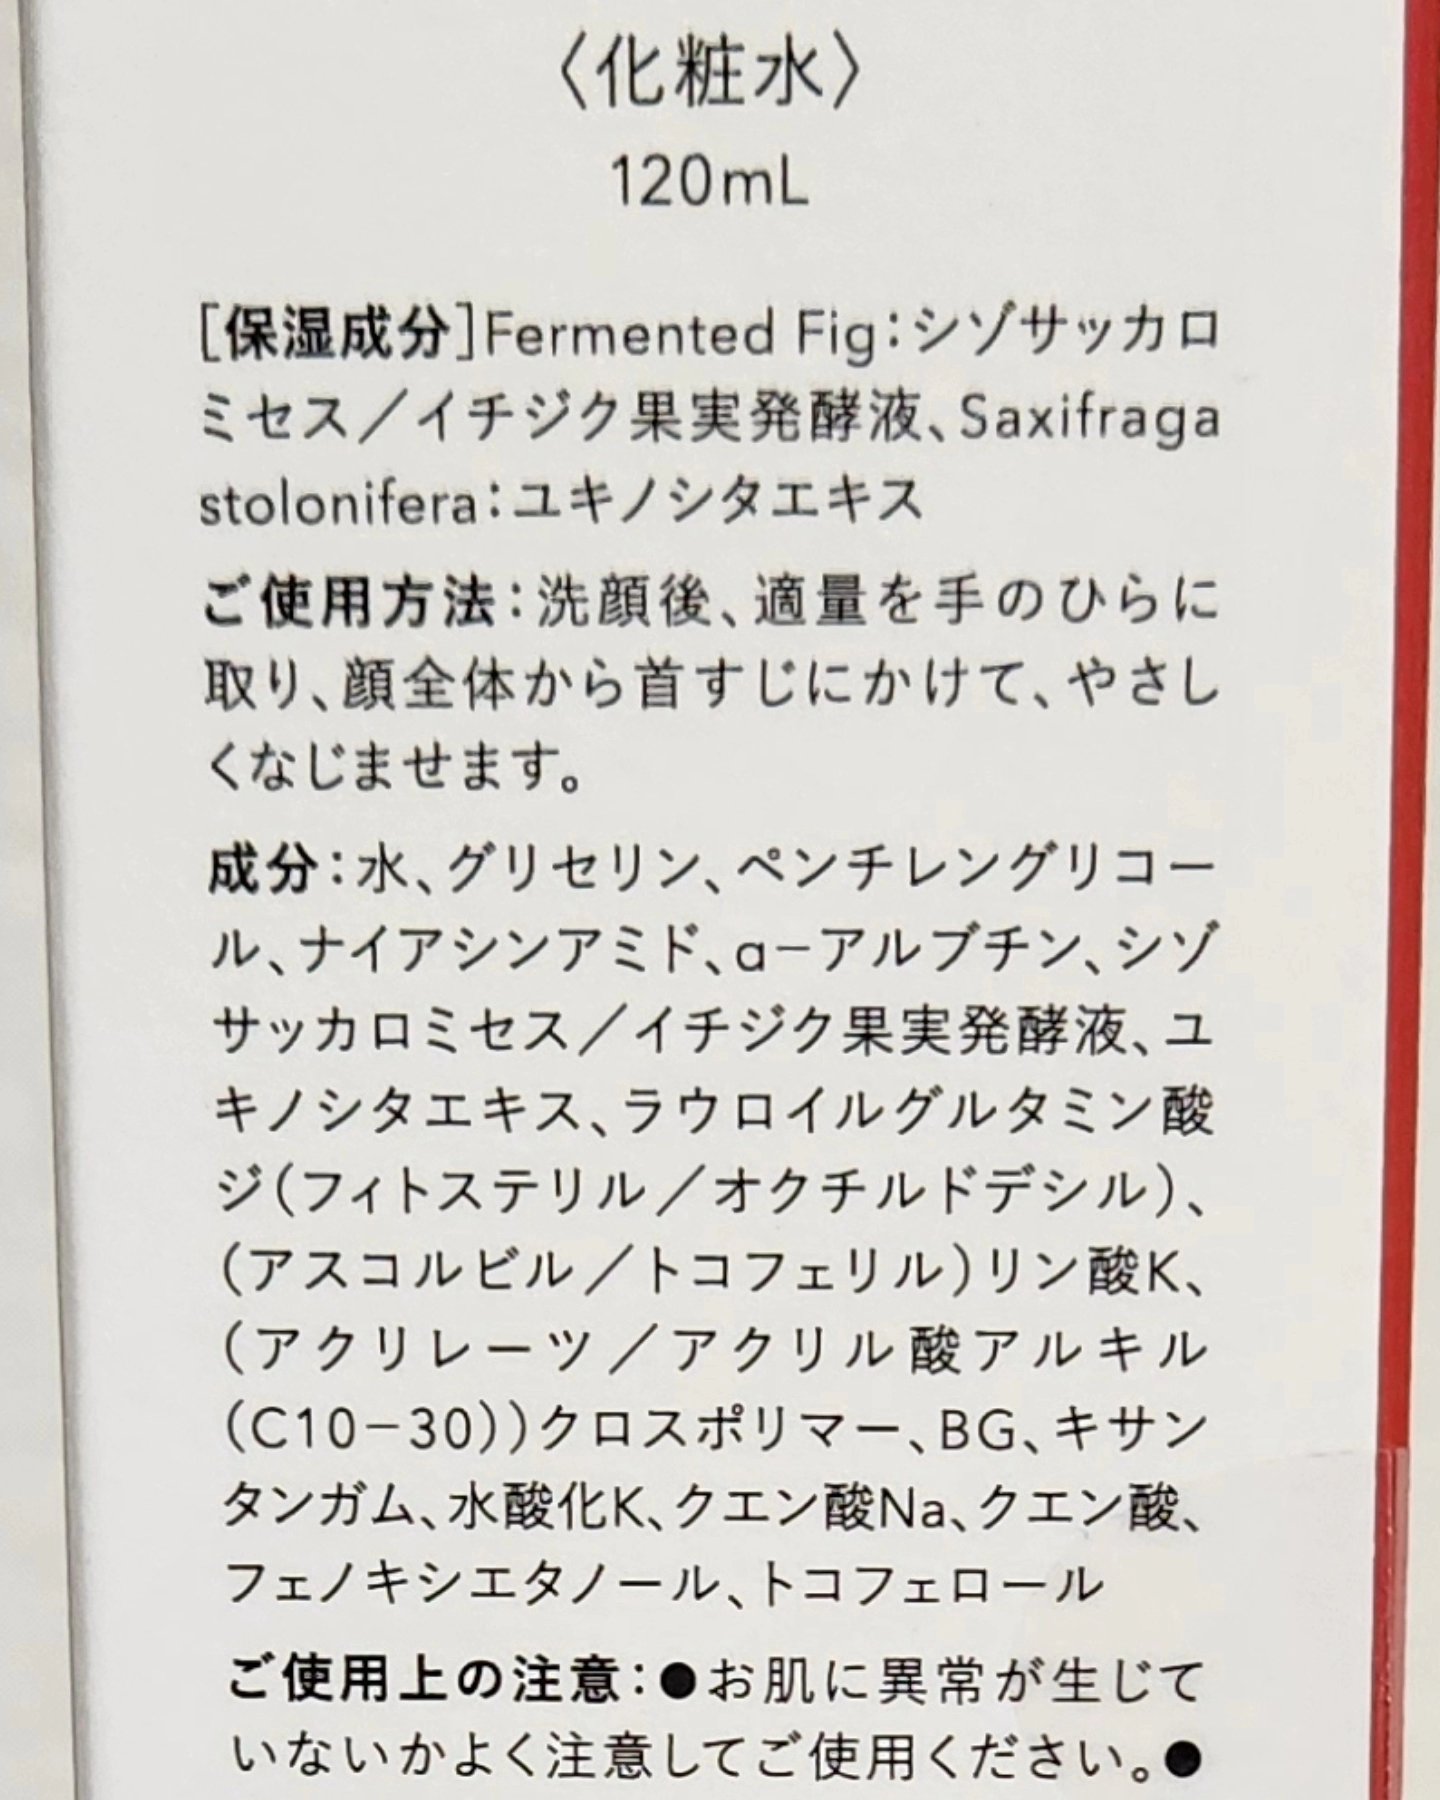 〈化粧水〉
120mL
[保湿成分]Fermented Fig：シゾサッカロ
ミセス／イチジク果実発酵液、Saxifraga
stolonifera：ユキノシタエキス
ご使用方法：洗顔後、適量を手のひらに
取り、顔全体から首すじにかけて、やさし
くなじませます。
成分：水、グリセリン、ペンチレングリコー
ル、ナイアシンアミド、α－アルブチン、シゾ
サッカロミセス／イチジク果実発酵液、ユ
キノシタエキス、ラウロイルグルタミン酸
ジ(フィトステリル／オクチルドデシル)、
(アスコルビル／トコフェリル)リン酸K、
(アクリレーツ／アクリル酸アルキル
(C10－30))クロスポリマー、BG、キサン
タンガム、水酸化K、クエン酸Na、クエン酸、
フェノキシエタノール、トコフェロール
ご使用上の注意：●お肌に異常が生じて
いないかよく注意してご使用ください。●